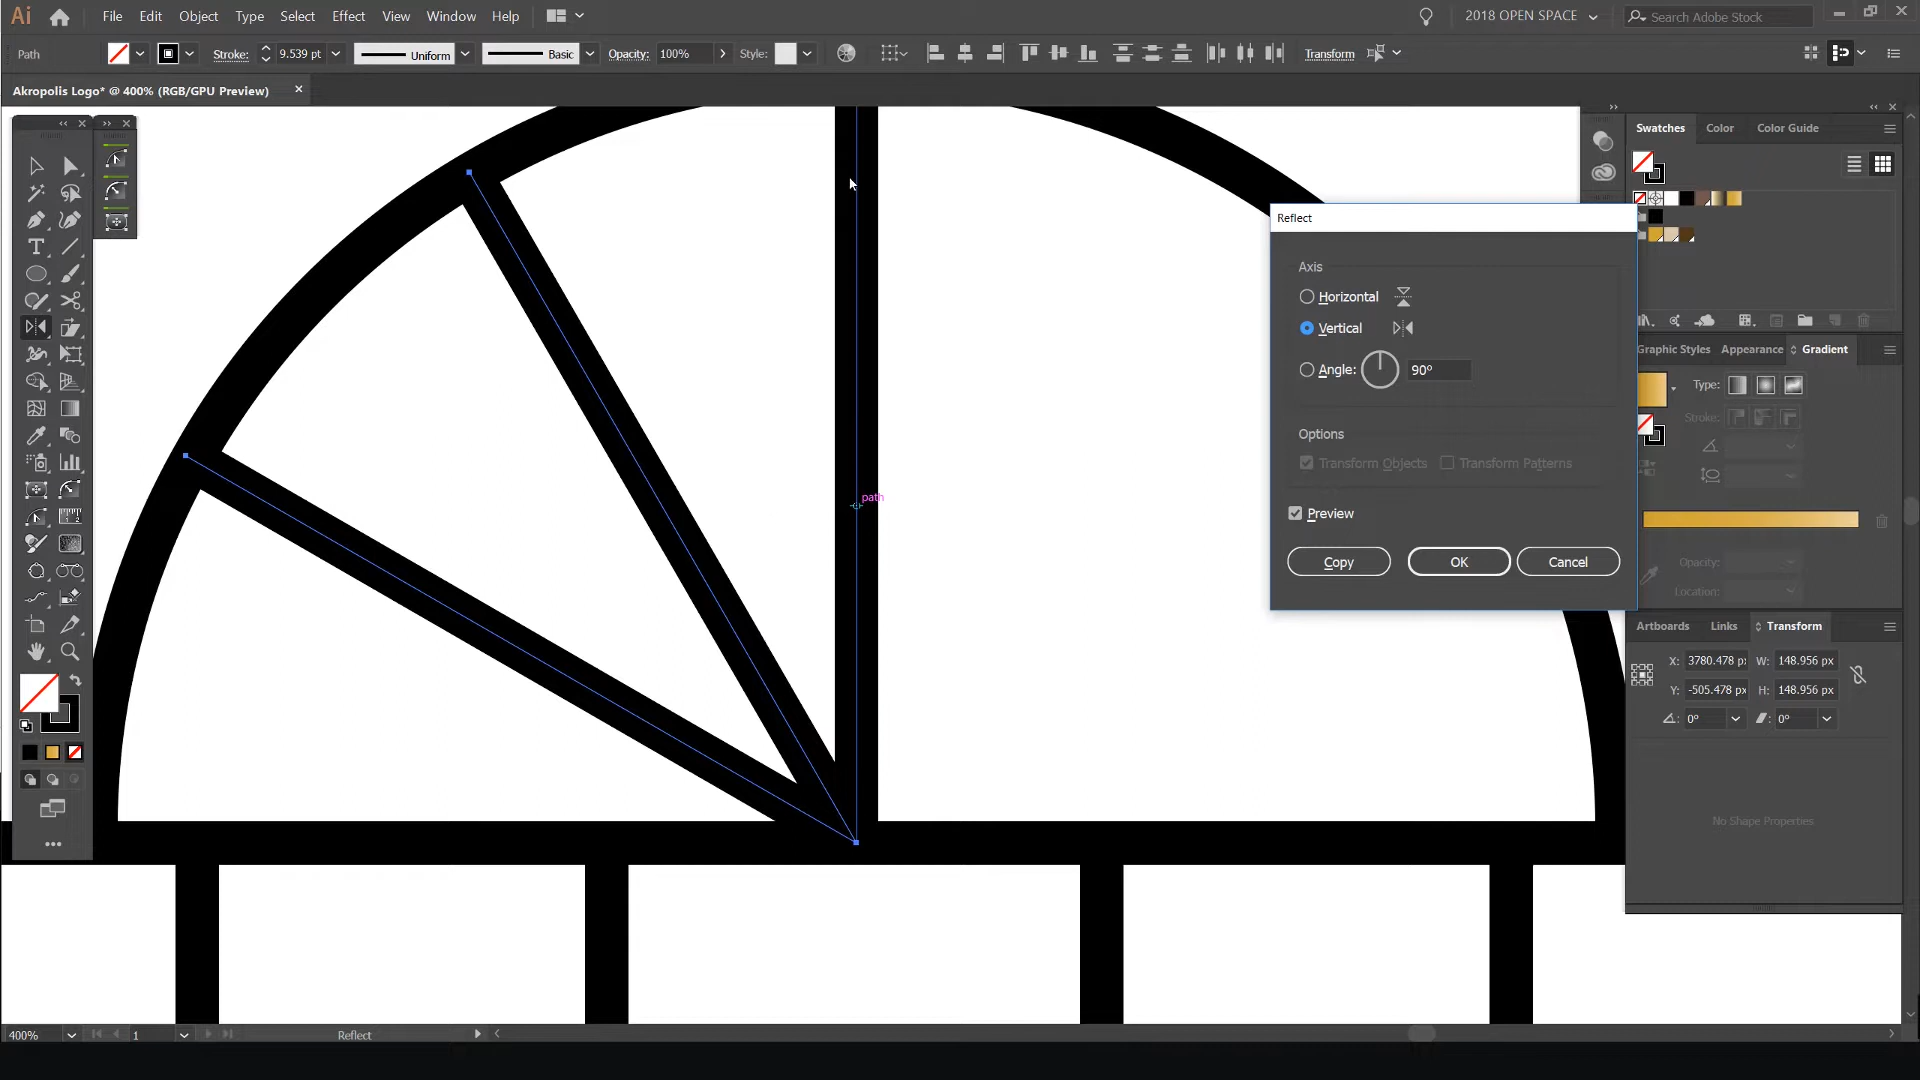 Ai File Edit Object Type Select Effect View Window Help 2018 OPEN SPACE Search Adobe Stock
Path Stroke: 9.539 pt Uniform Basic Opacity: 100% Style: Transform
Akropolis Logo* @ 400% (RGB/GPU Preview)
Swatches Color Color Guide
Reflect
Axis
Horizontal
Vertical
Angle: 90°
Options
Transform Objects Transform Patterns
Preview
Copy OK Cancel
path
Graphic Styles Appearance Gradient
Type:
Stroke:
Opacity:
Location:
Artboards Links Transform
X: 3780.478 px W: 148.956 px
Y: -505.478 px H: 148.956 px
0° 0°
No Shape Properties
400% 1 Reflect